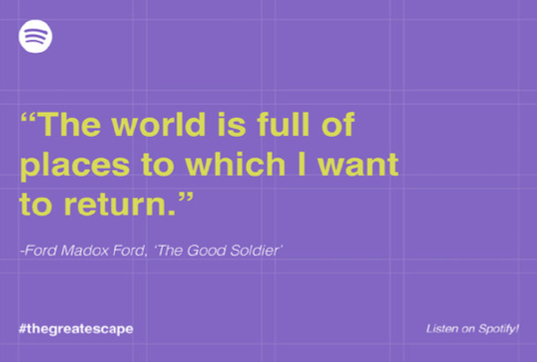 “The world is full of
places to which I want
to return.”
-Ford Madox Ford, ‘The Good Soldier’
#thegreatescape
Listen on Spotify!